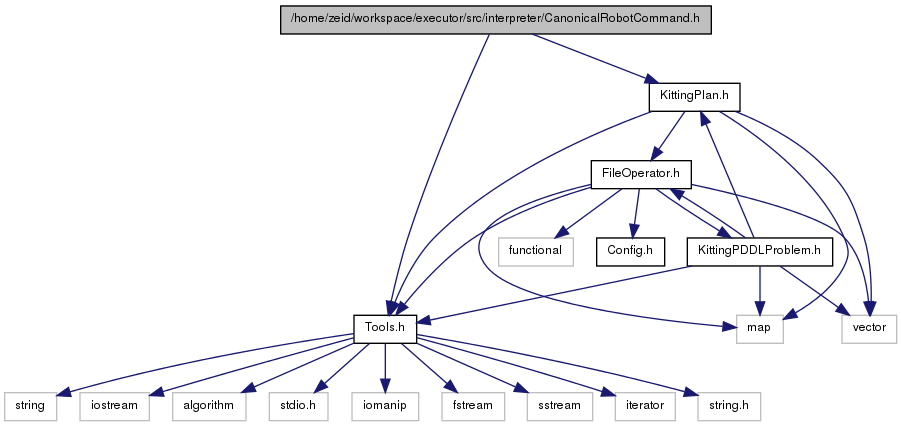 /home/zeid/workspace/executor/src/interpreter/CanonicalRobotCommand.h
KittingPlan.h
FileOperator.h
functional
Config.h
KittingPDDLProblem.h
Tools.h
map
vector
string
iostream
algorithm
stdio.h
iomanip
fstream
sstream
iterator
string.h